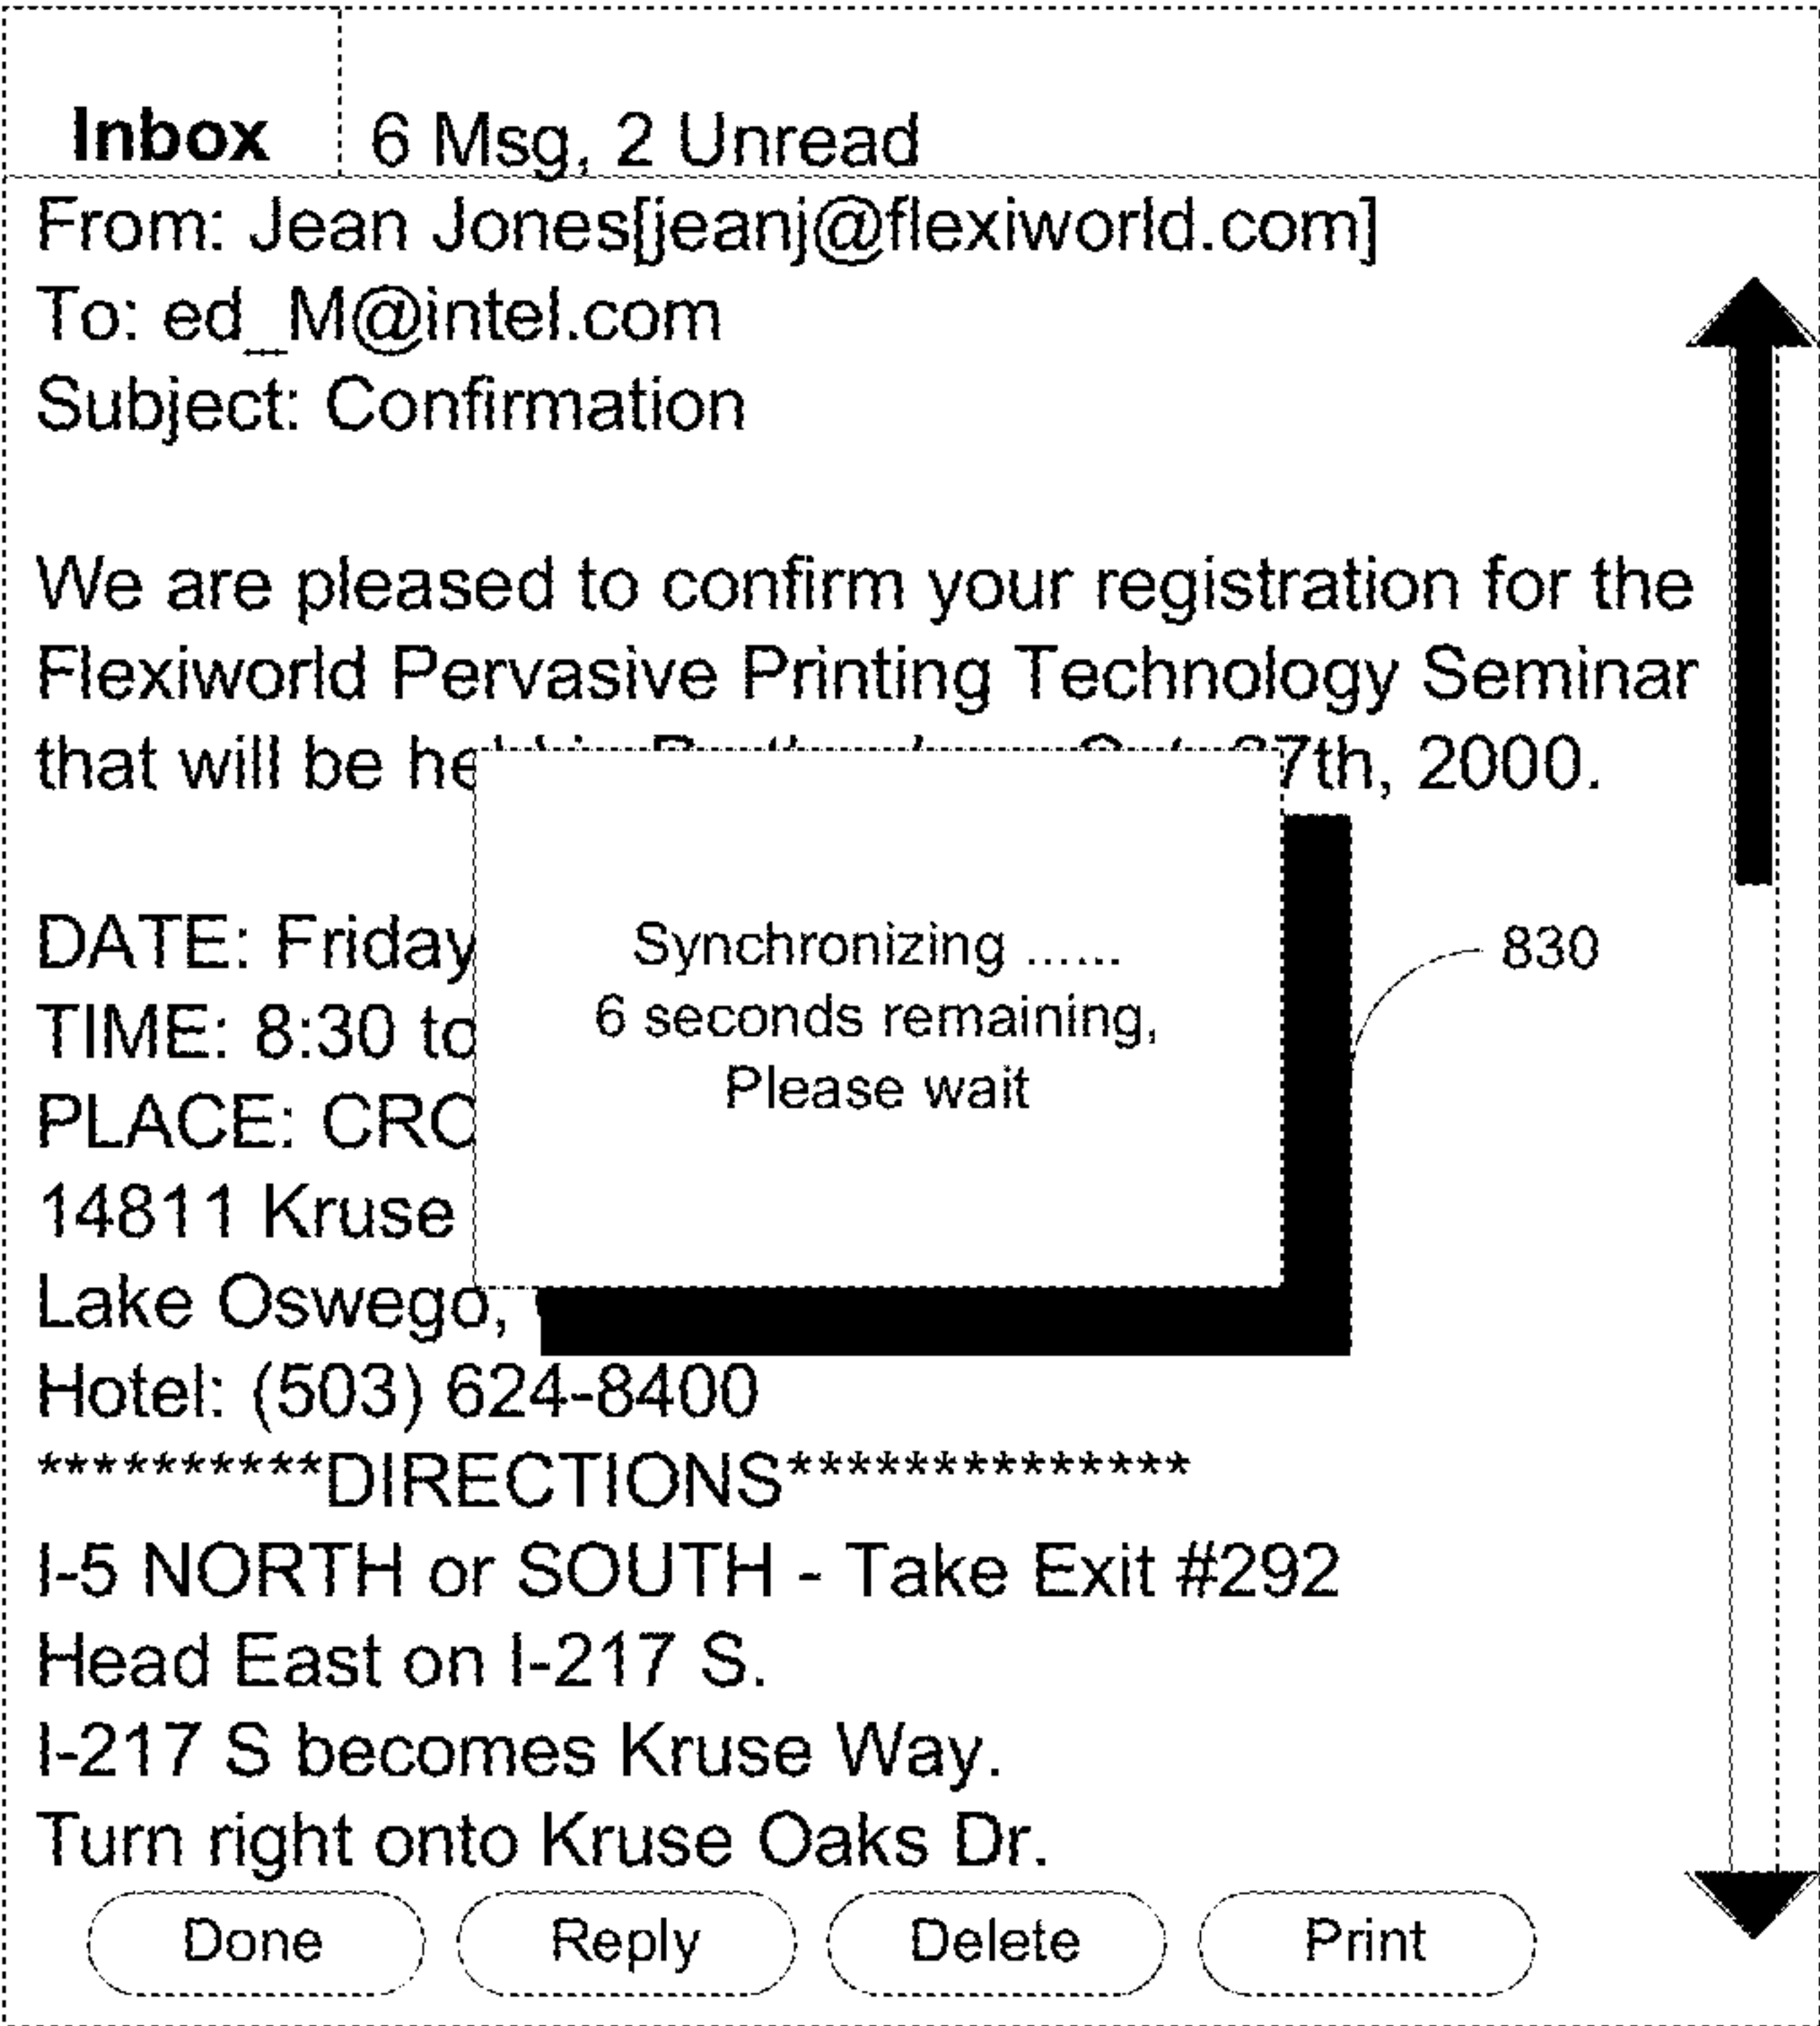 Inbox 6 Msg, 2 Unread
From: Jean Jones[jeanj@flexiworld.com]
To: ed_M@intel.com
Subject: Confirmation
We are pleased to confirm your registration for the
Flexiworld Pervasive Printing Technology Seminar
that will be 7th, 2000.
DATE: Friday
TIME: 8:30 to
PLACE:
14811 Kruse
Lake Oswego,
Hotel: (503) 624-8400
**********DIRECTIONS**************
I-5 NORTH or SOUTH - Take Exit #292
Head East on I-217 S.
I-217 S becomes Kruse Way.
Turn right onto Kruse Oaks Dr.
Synchronizing ......
6 seconds remaining,
Please wait
830
Done Reply Delete Print